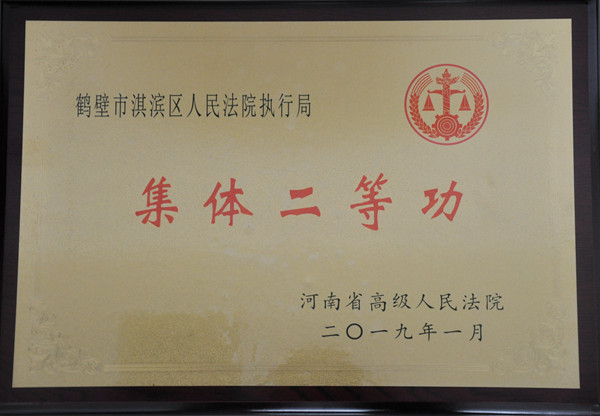 鹤壁市淇滨区人民法院执行局
集体二等功
河南省高级人民法院
二〇一九年一月